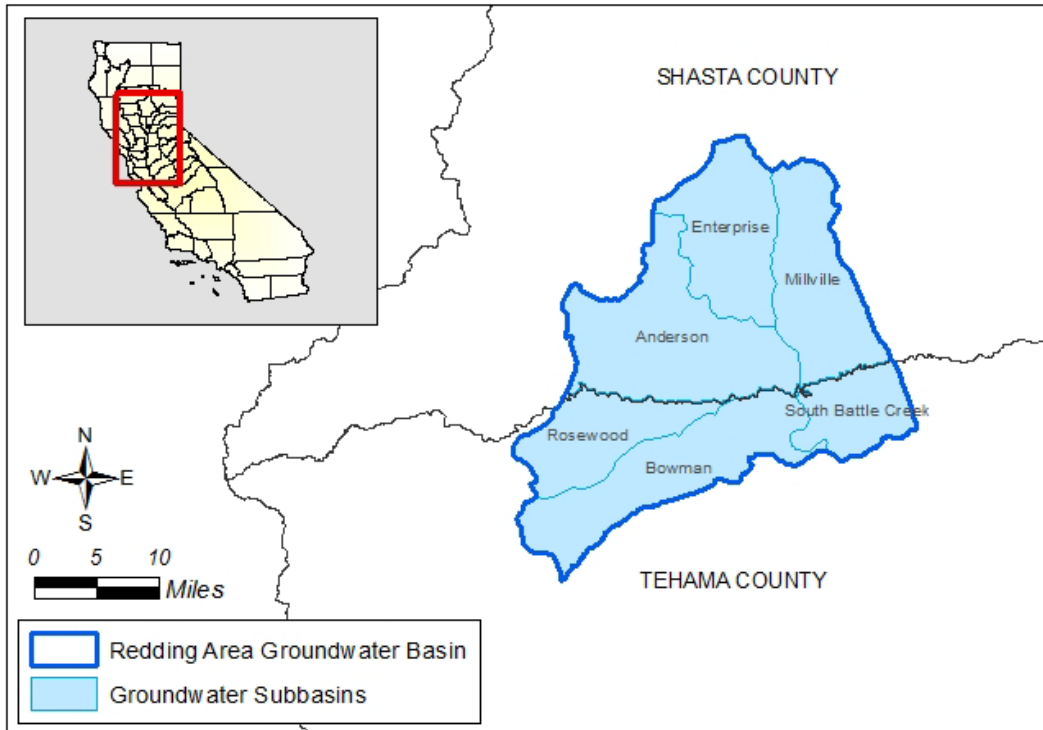 SHASTA COUNTY
Enterprise
Millville
Anderson
South Battle Creek
Rosewood
Bowman
TEHAMA COUNTY
N
W E
S
0 5 10
Miles
Redding Area Groundwater Basin
Groundwater Subbasins